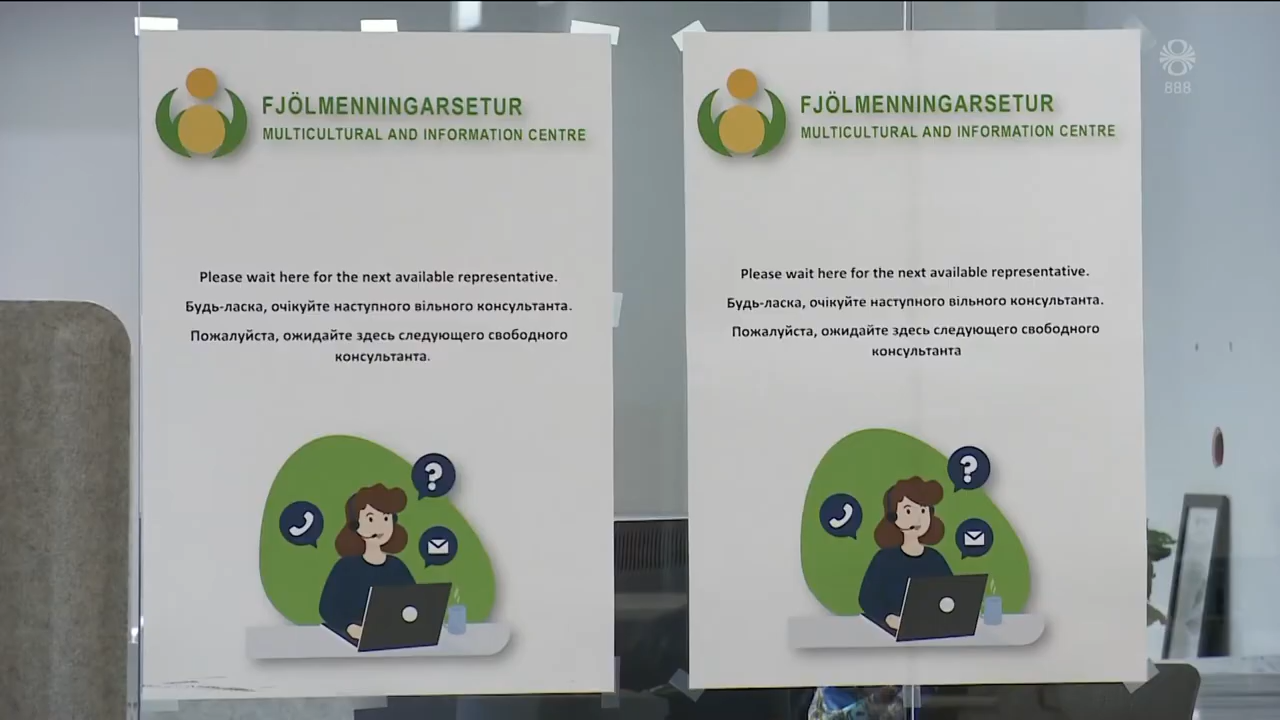 FJÖLMENNINGARSETUR
MULTICULTURAL AND INFORMATION CENTRE
Please wait here for the next available representative.
Будь-ласка, очікуйте наступного вільного консультанта.
Пожалуйста, ожидайте здесь следующего свободного
консультанта.
FJÖLMENNINGARSETUR
MULTICULTURAL AND INFORMATION CENTRE
Please wait here for the next available representative.
Будь-ласка, очікуйте наступного вільного консультанта.
Пожалуйста, ожидайте здесь следующего свободного
консультанта
888